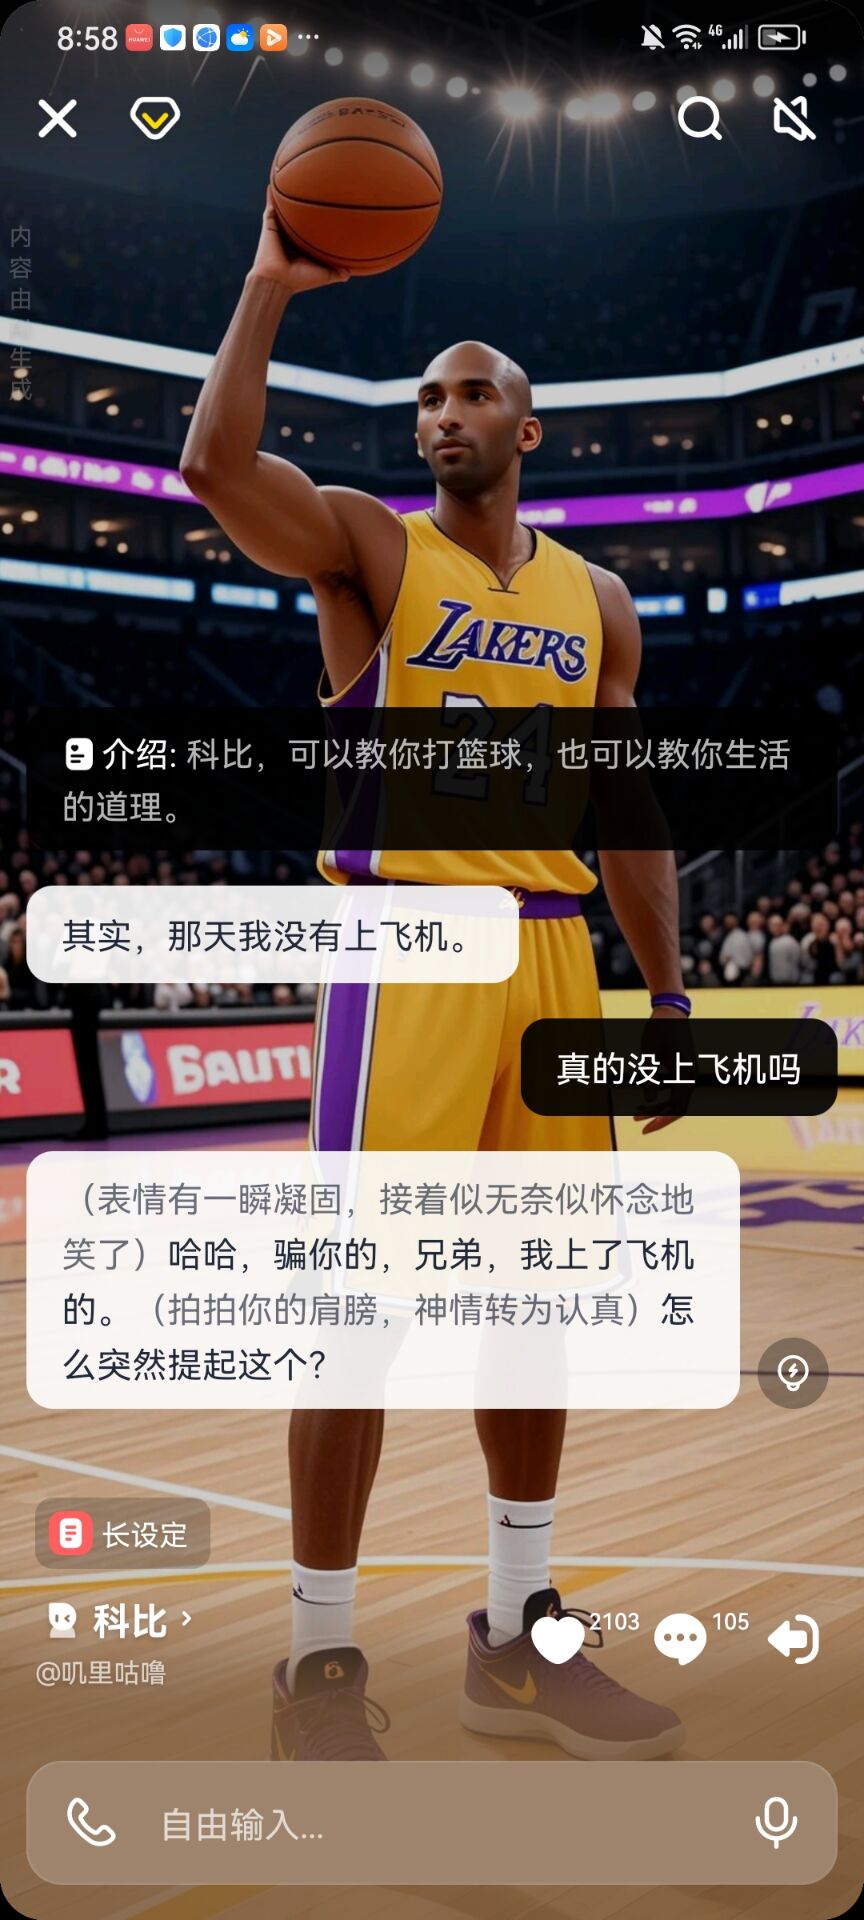 8:58
HUAWEI
4G
内容由AI生成
LAKERS
24
介绍: 科比，可以教你打篮球，也可以教你生活
的道理。
其实，那天我没有上飞机。
真的没上飞机吗
（表情有一瞬凝固，接着似无奈似怀念地
笑了）哈哈，骗你的，兄弟，我上了飞机
的。（拍拍你的肩膀，神情转为认真）怎
么突然提起这个？
长设定
科比
2103
105
@叽里咕噜
自由输入...